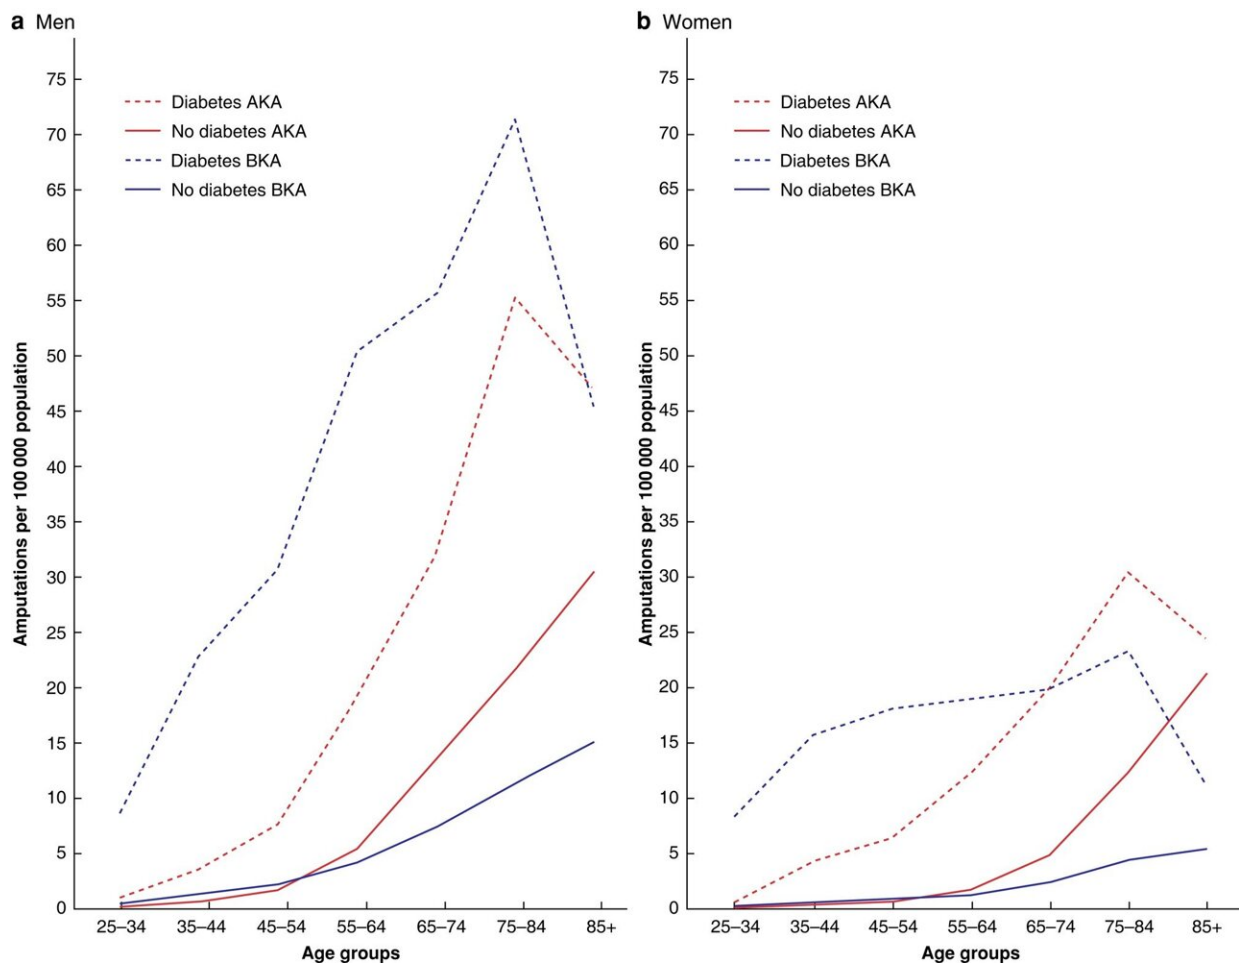 a Men
Diabetes AKA
No diabetes AKA
Diabetes BKA
No diabetes BKA
75
70
65
60
55
50
45
40
35
30
25
20
15
10
5
0
Amputations per 100 000 population
25–34 35–44 45–54 55–64 65–74 75–84 85+
Age groups
b Women
Diabetes AKA
No diabetes AKA
Diabetes BKA
No diabetes BKA
75
70
65
60
55
50
45
40
35
30
25
20
15
10
5
0
Amputations per 100 000 population
25–34 35–44 45–54 55–64 65–74 75–84 85+
Age groups